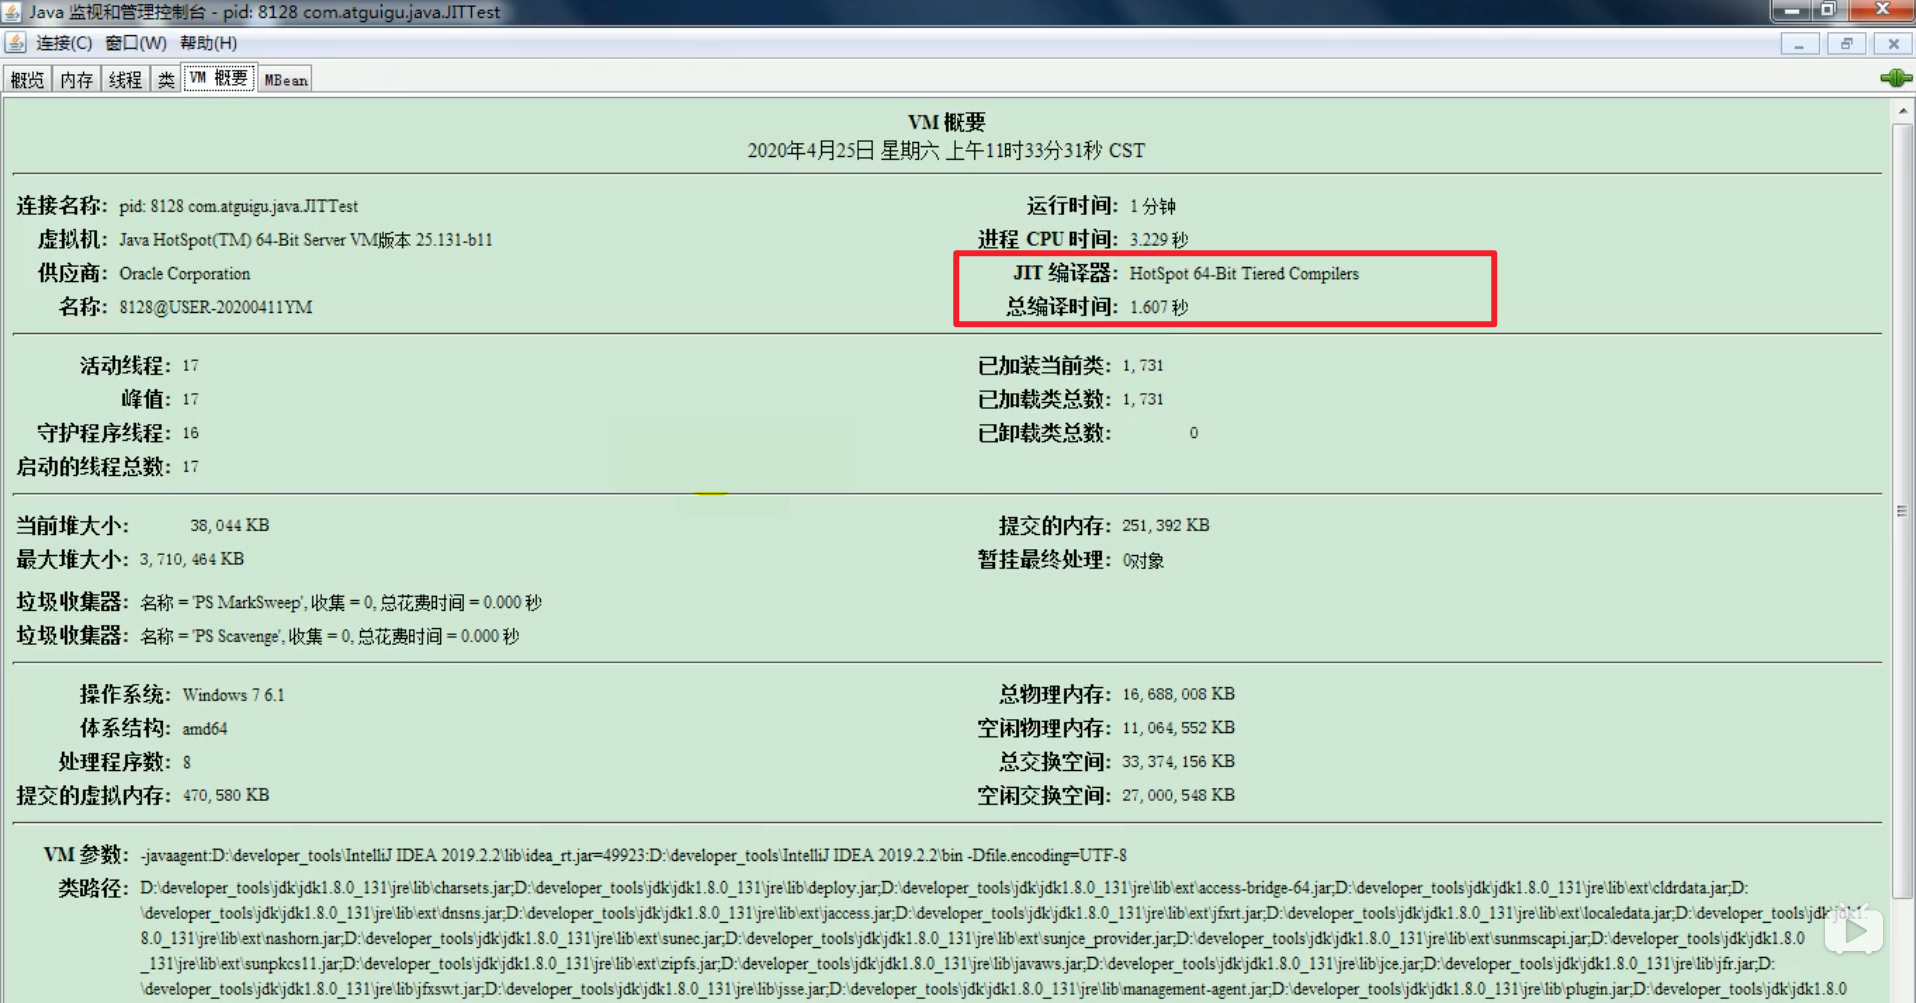 Java 监视和管理控制台 - pid: 8128 com.atguigu.java.JITTest
连接(C) 窗口(W) 帮助(H)
概览 内存 线程 类 VM 概要 MBean
VM 概要
2020年4月25日 星期六 上午11时33分31秒 CST
连接名称: pid: 8128 com.atguigu.java.JITTest
虚拟机: Java HotSpot(TM) 64-Bit Server VM版本 25.131-b11
供应商: Oracle Corporation
名称: 8128@USER-20200411YM
运行时间: 1 分钟
进程 CPU 时间: 3.229 秒
JIT 编译器: HotSpot 64-Bit Tiered Compilers
总编译时间: 1.607 秒
活动线程: 17
峰值: 17
守护程序线程: 16
启动的线程总数: 17
已加装当前类: 1,731
已加载类总数: 1,731
已卸载类总数: 0
当前堆大小: 38,044 KB
最大堆大小: 3,710,464 KB
提交的内存: 251,392 KB
暂挂最终处理: 0对象
垃圾收集器: 名称 = 'PS MarkSweep', 收集 = 0, 总花费时间 = 0.000 秒
垃圾收集器: 名称 = 'PS Scavenge', 收集 = 0, 总花费时间 = 0.000 秒
操作系统: Windows 7 6.1
体系结构: amd64
处理程序数: 8
提交的虚拟内存: 470,580 KB
总物理内存: 16,688,008 KB
空闲物理内存: 11,064,552 KB
总交换空间: 33,374,156 KB
空闲交换空间: 27,000,548 KB
VM 参数: -javaagent:D:\developer_tools\IntelliJ IDEA 2019.2.2\lib\idea_rt.jar=49923:D:\developer_tools\IntelliJ IDEA 2019.2.2\bin -Dfile.encoding=UTF-8
类路径: D:\developer_tools\jdk\jdk1.8.0_131\jre\lib\charsets.jar;D:\developer_tools\jdk\jdk1.8.0_131\jre\lib\deploy.jar;D:\developer_tools\jdk\jdk1.8.0_131\jre\lib\ext\access-bridge-64.jar;D:\developer_tools\jdk\jdk1.8.0_131\jre\lib\ext\cldrdata.jar;D:
\developer_tools\jdk\jdk1.8.0_131\jre\lib\ext\dnsns.jar;D:\developer_tools\jdk\jdk1.8.0_131\jre\lib\ext\jaccess.jar;D:\developer_tools\jdk\jdk1.8.0_131\jre\lib\ext\jfxrt.jar;D:\developer_tools\jdk\jdk1.8.0_131\jre\lib\ext\localedata.jar;D:\developer_tools\jdk\jdk1.
8.0_131\jre\lib\ext\nashorn.jar;D:\developer_tools\jdk\jdk1.8.0_131\jre\lib\ext\sunec.jar;D:\developer_tools\jdk\jdk1.8.0_131\jre\lib\ext\sunjce_provider.jar;D:\developer_tools\jdk\jdk1.8.0_131\jre\lib\ext\sunmscapi.jar;D:\developer_tools\jdk\jdk1.8.0
_131\jre\lib\ext\sunpkcs11.jar;D:\developer_tools\jdk\jdk1.8.0_131\jre\lib\ext\zipfs.jar;D:\developer_tools\jdk\jdk1.8.0_131\jre\lib\javaws.jar;D:\developer_tools\jdk\jdk1.8.0_131\jre\lib\jce.jar;D:\developer_tools\jdk\jdk1.8.0_131\jre\lib\jfr.jar;D:
\developer_tools\jdk\jdk1.8.0_131\jre\lib\jfxswt.jar;D:\developer_tools\jdk\jdk1.8.0_131\jre\lib\jsse.jar;D:\developer_tools\jdk\jdk1.8.0_131\jre\lib\management-agent.jar;D:\developer_tools\jdk\jdk1.8.0_131\jre\lib\plugin.jar;D:\developer_tools\jdk\jdk1.8.0